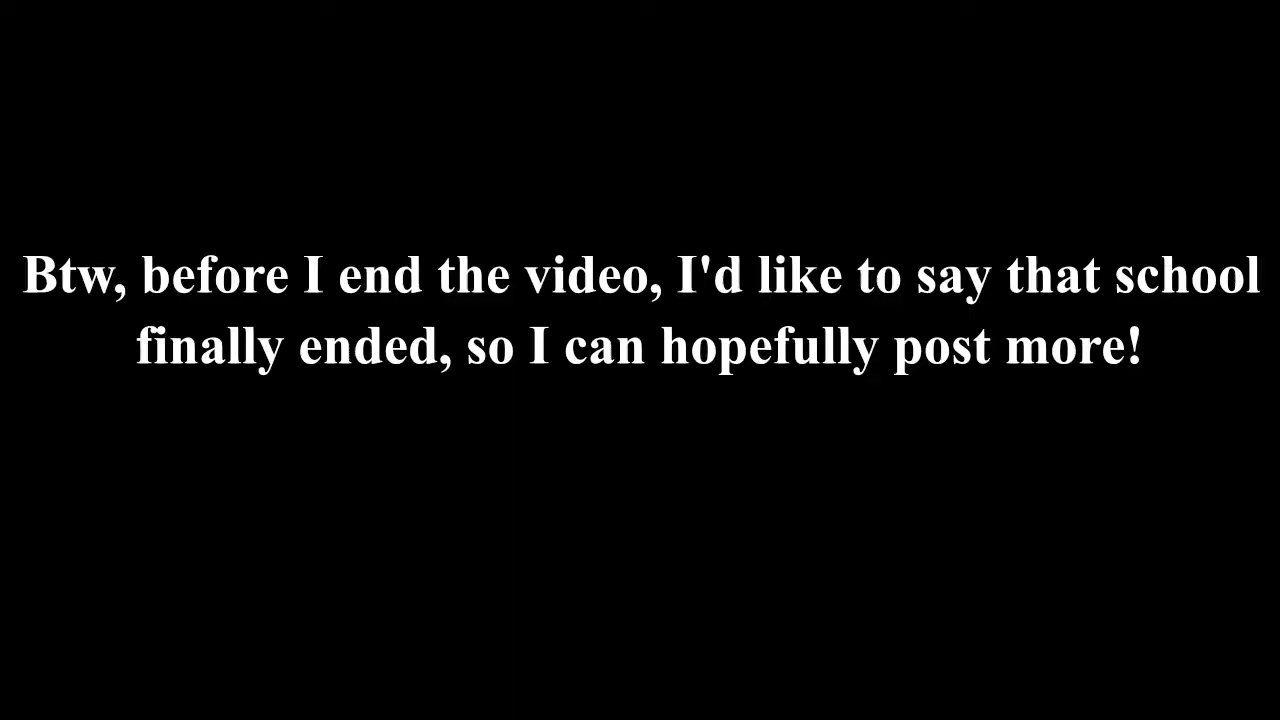 Btw, before I end the video, I'd like to say that school
finally ended, so I can hopefully post more!